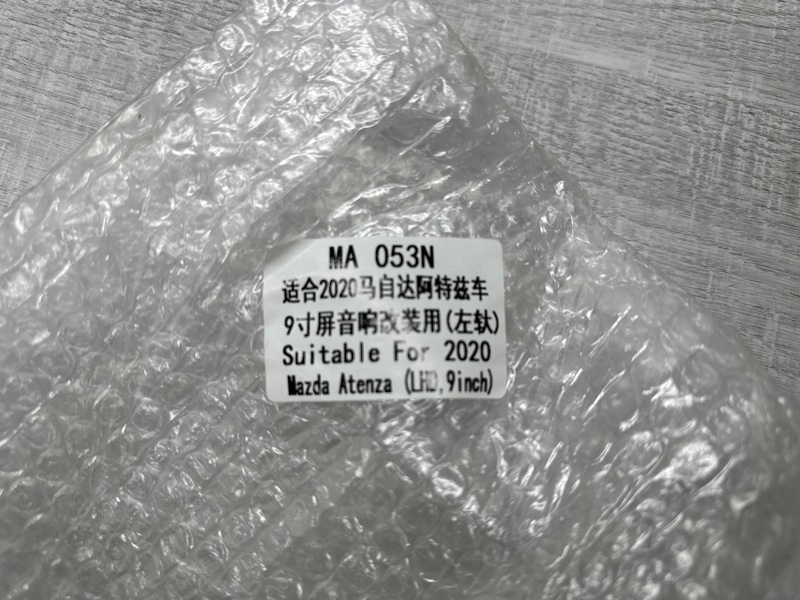 MA 053N
适合2020马自达阿特兹车
9寸屏音响改装用(左钛)
Suitable For 2020
Mazda Atenza (LHD,9inch)